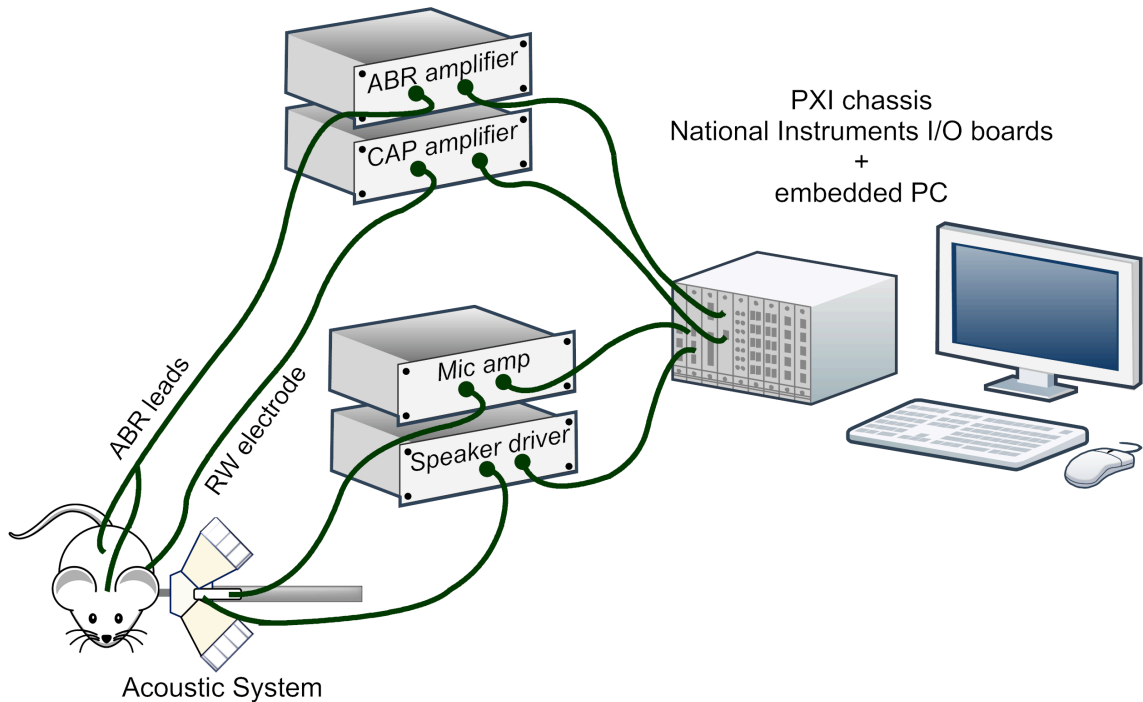 ABR amplifier
CAP amplifier
PXI chassis
National Instruments I/O boards
+
embedded PC
Mic amp
Speaker driver
ABR leads
RW electrode
Acoustic System